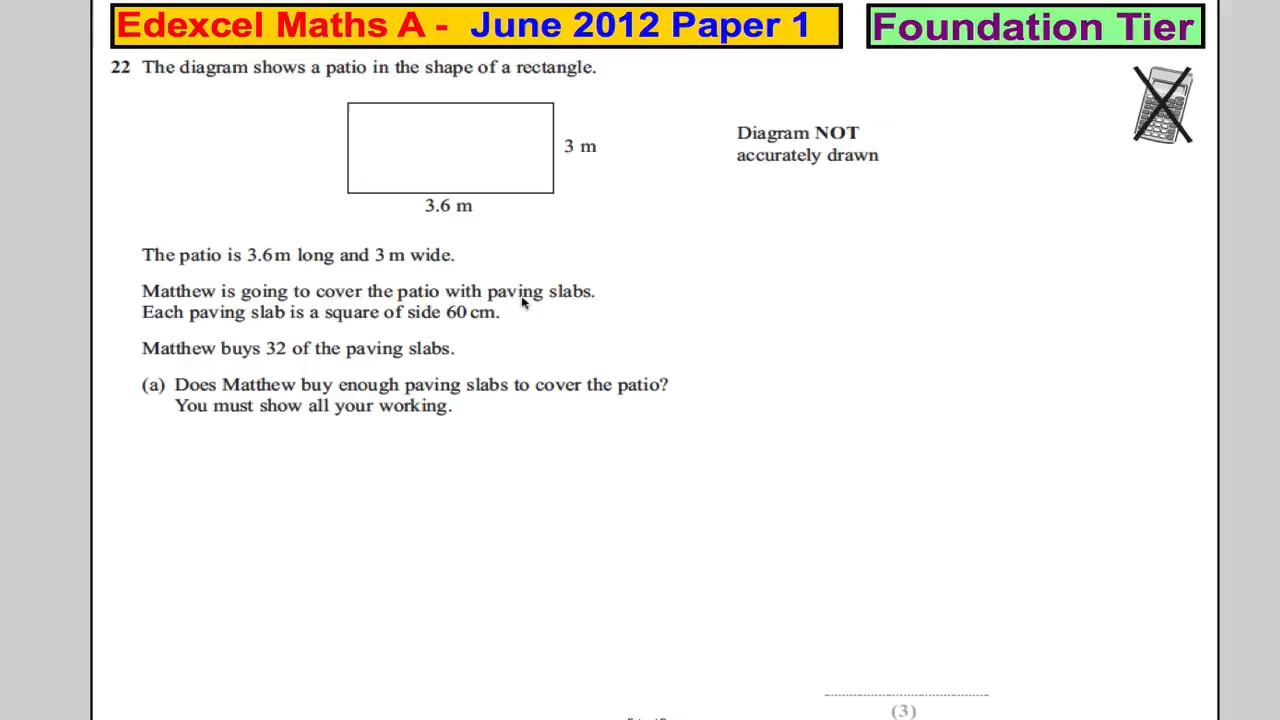 Edexcel Maths A - June 2012 Paper 1
Foundation Tier
22 The diagram shows a patio in the shape of a rectangle.
3 m
Diagram NOT
accurately drawn
3.6 m
The patio is 3.6 m long and 3 m wide.
Matthew is going to cover the patio with paving slabs.
Each paving slab is a square of side 60 cm.
Matthew buys 32 of the paving slabs.
(a) Does Matthew buy enough paving slabs to cover the patio?
You must show all your working.
(3)